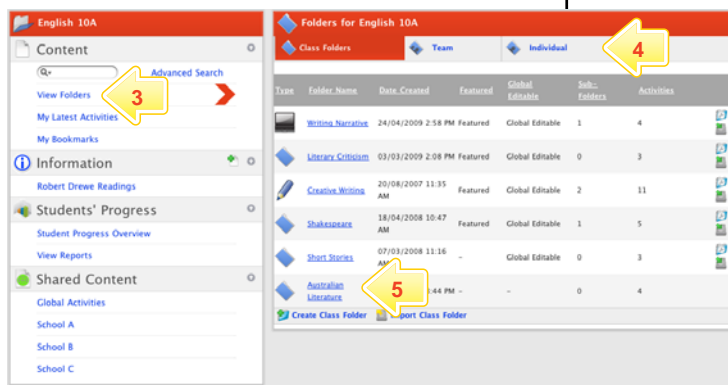 English 10A
Content
Advanced Search
View Folders
3
My Latest Activities
My Bookmarks
Information
Robert Drewe Readings
Students' Progress
Student Progress Overview
View Reports
Shared Content
Global Activities
School A
School B
School C
Folders for English 10A
Class Folders Team Individual 4
Type Folder Name Date Created Featured Global Editable Sub-Folders Activities
Writing Narrative 24/04/2009 2:58 PM Featured Global Editable 1 4
Literary Criticism 03/03/2009 2:08 PM Featured Global Editable 0 3
Creative Writing 20/08/2007 11:35 AM Featured Global Editable 2 11
Shakespeare 18/04/2008 10:47 AM Featured Global Editable 1 5
Short Stories 07/03/2008 11:16 - Global Editable 0 3
Australian Literature 5 :44 PM - - 0 4
Create Class Folder Class Folder